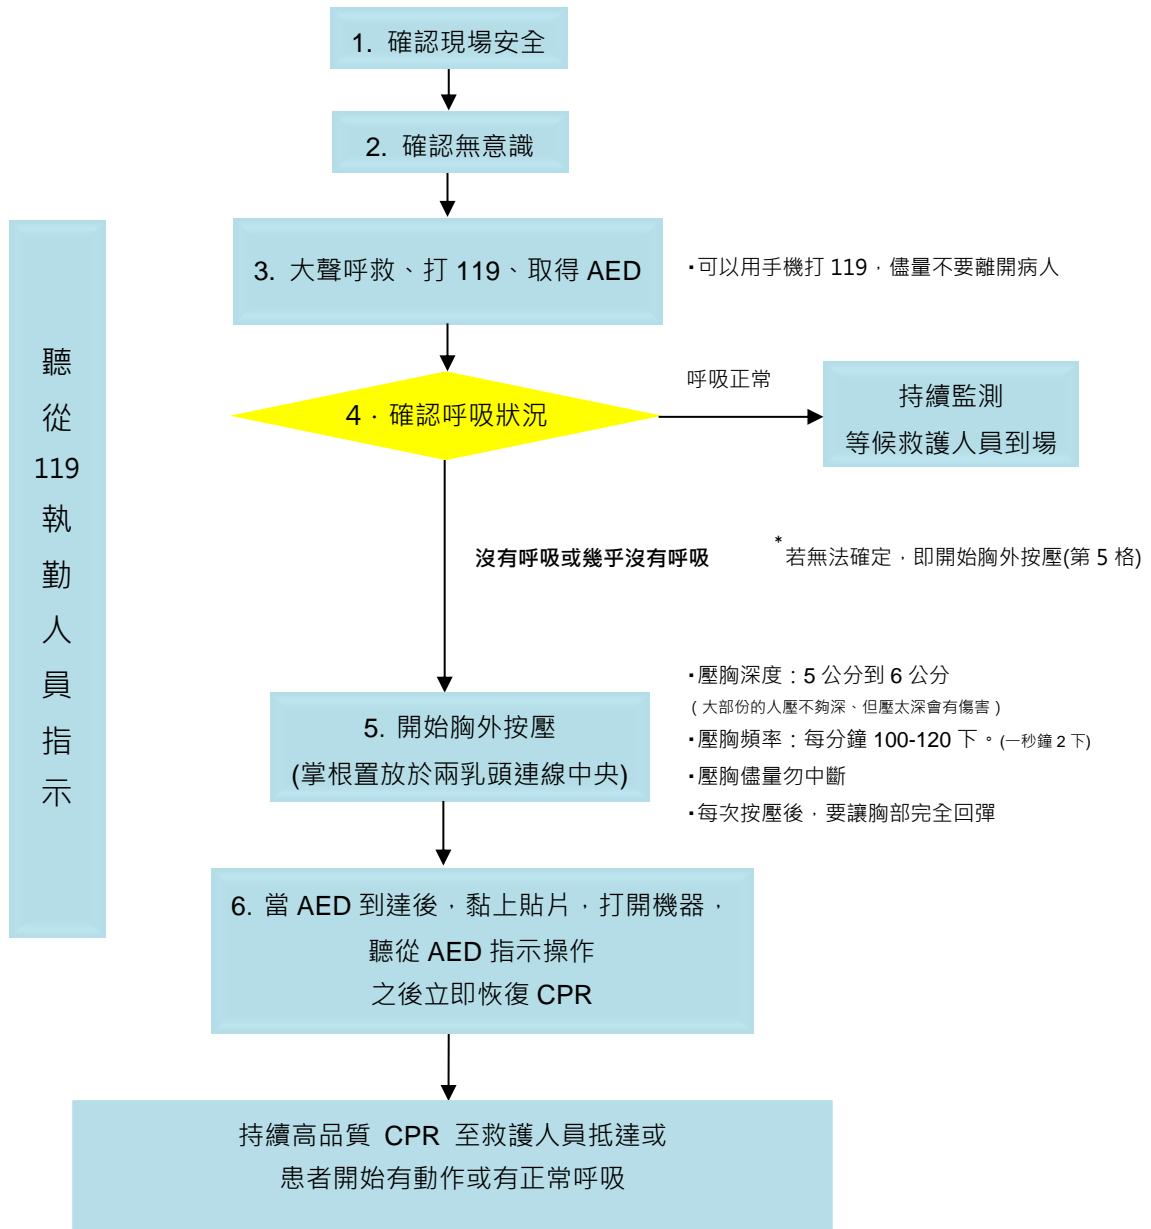 1. 確認現場安全
2. 確認無意識
3. 大聲呼救、打 119、取得 AED
・可以用手機打 119，儘量不要離開病人
4．確認呼吸狀況
呼吸正常
持續監測
等候救護人員到場
沒有呼吸或幾乎沒有呼吸
*若無法確定，即開始胸外按壓(第 5 格)
5. 開始胸外按壓
(掌根置放於兩乳頭連線中央)
・壓胸深度：5 公分到 6 公分
（大部份的人壓不夠深、但壓太深會有傷害）
・壓胸頻率：每分鐘 100-120 下。(一秒鐘 2 下)
・壓胸儘量勿中斷
・每次按壓後，要讓胸部完全回彈
6. 當 AED 到達後，黏上貼片，打開機器，
聽從 AED 指示操作
之後立即恢復 CPR
持續高品質 CPR 至救護人員抵達或
患者開始有動作或有正常呼吸
聽
從
119
執
勤
人
員
指
示